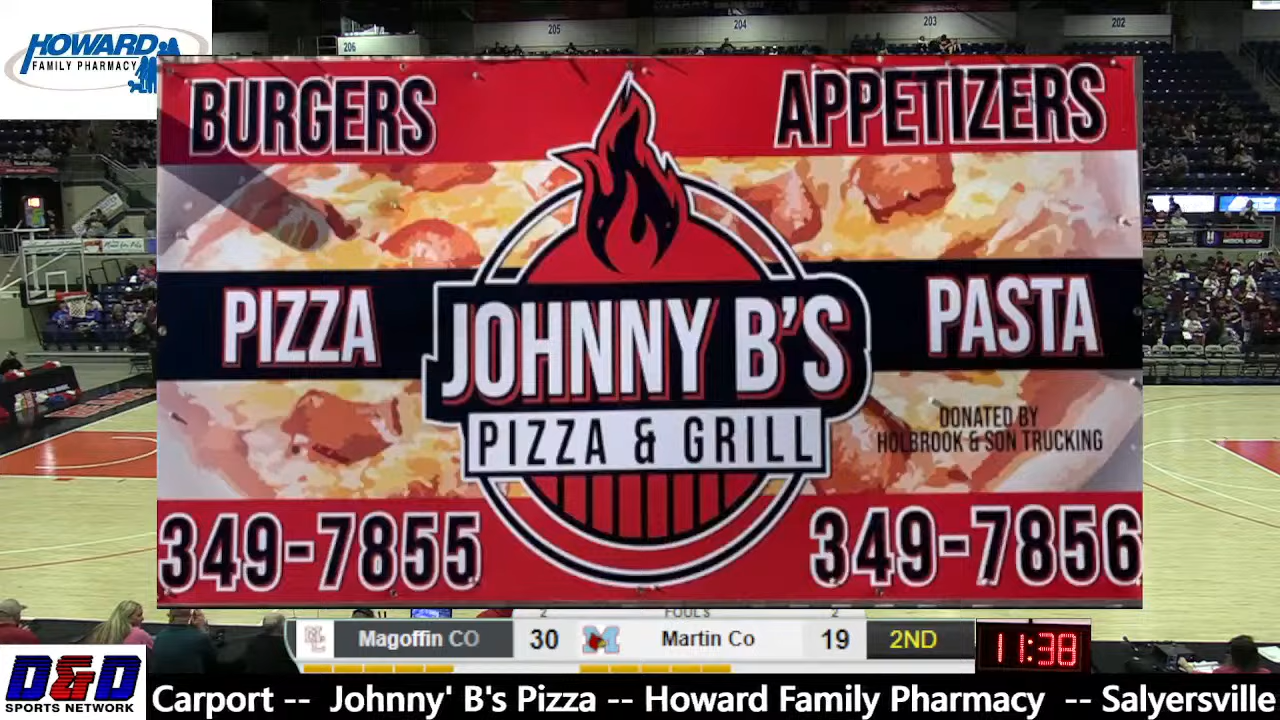 205
204
203
202
206
HOWARD
FAMILY PHARMACY
BURGERS
APPETIZERS
PIZZA
JOHNNY B'S
PIZZA & GRILL
PASTA
DONATED BY
HOLBROOK & SON TRUCKING
349-7855
349-7856
2
FOULS
2
Magoffin CO 30 Martin Co 19 2ND 11:38
D&D
SPORTS NETWORK
Carport -- Johnny' B's Pizza -- Howard Family Pharmacy -- Salyersville